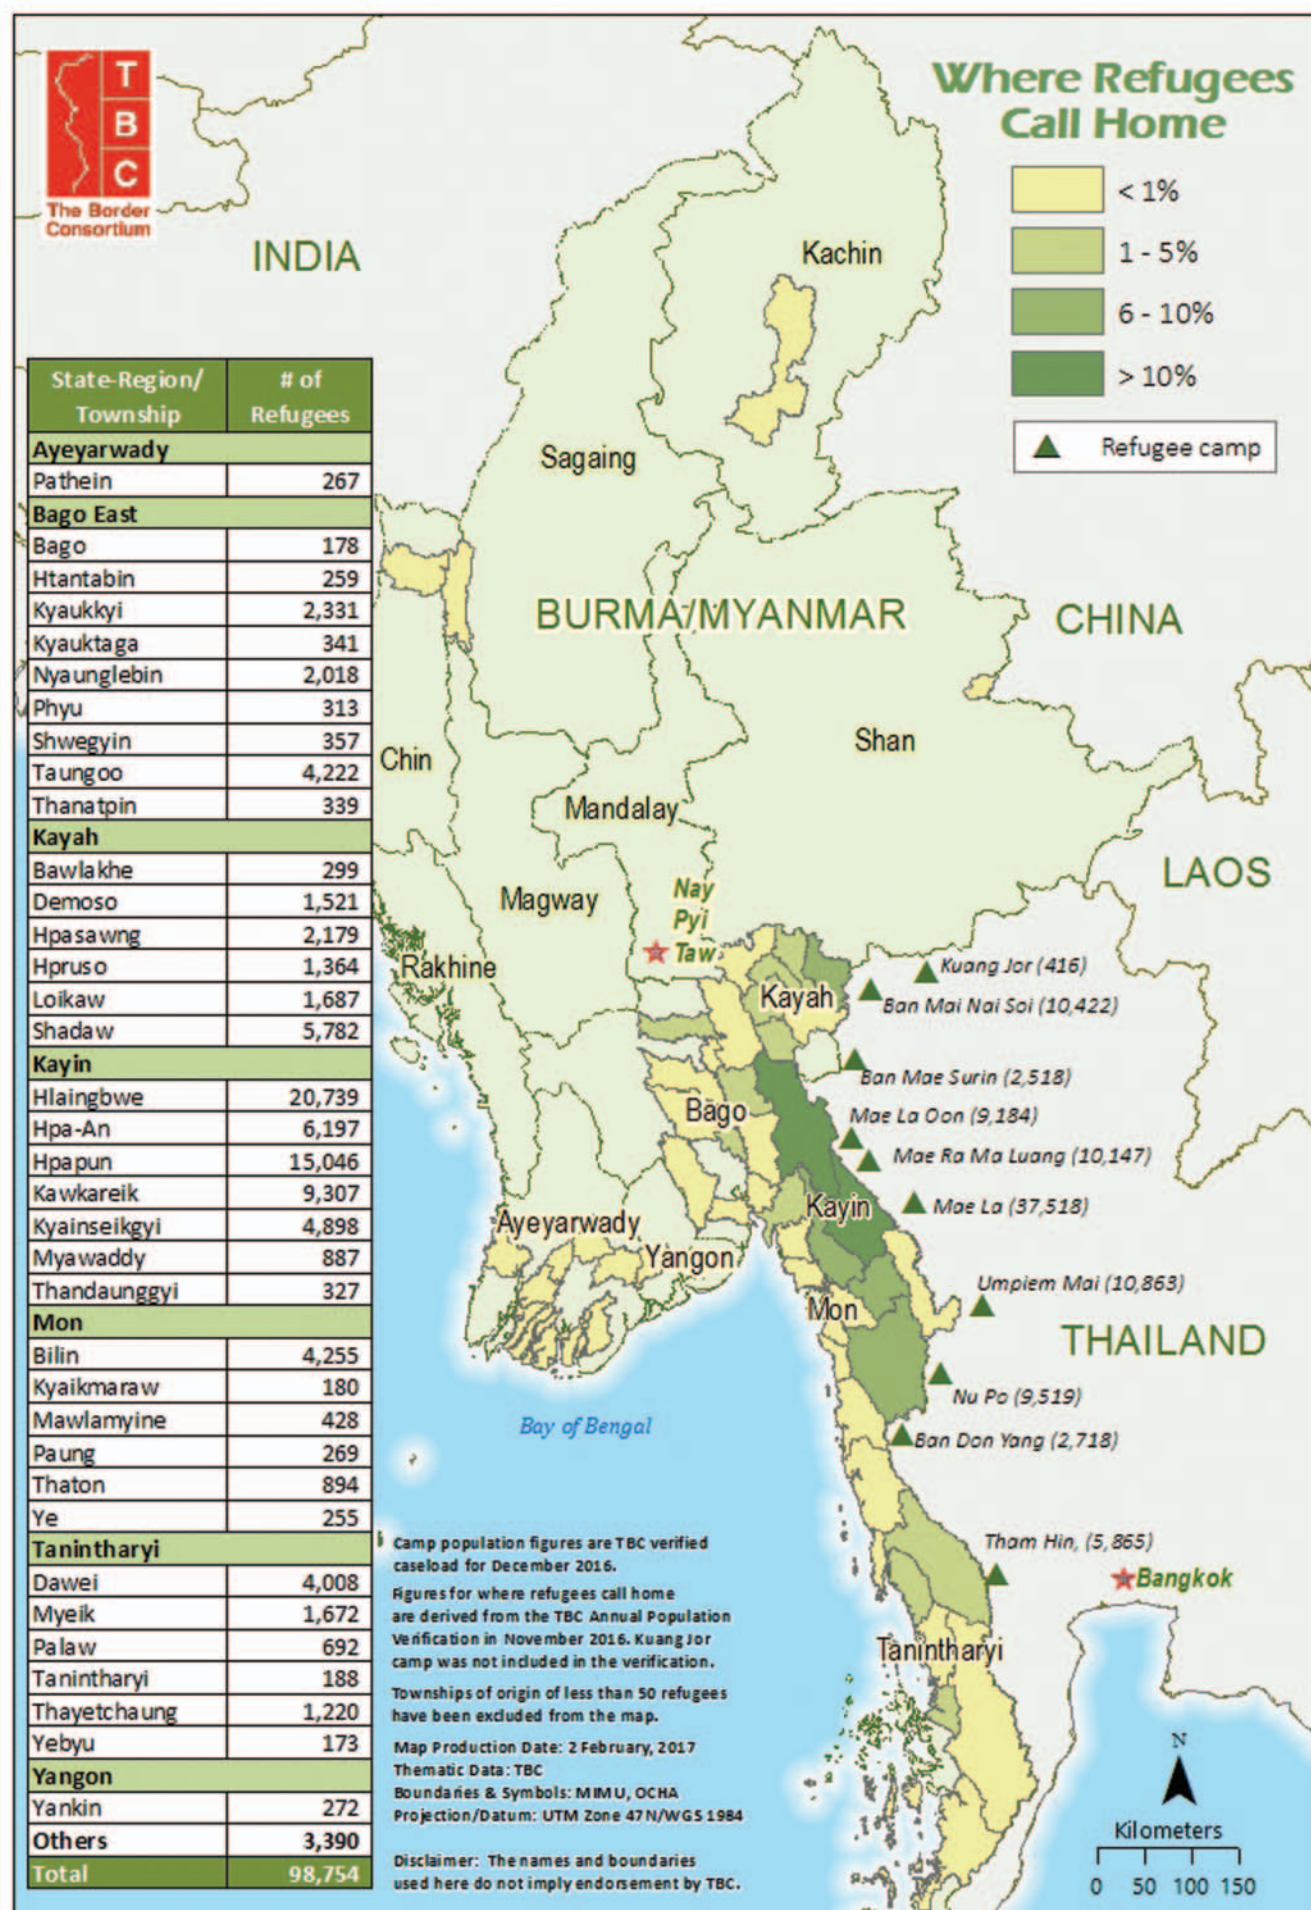 T
B
C
The Border
Consortium
Where Refugees
Call Home
< 1%
1 - 5%
6 - 10%
> 10%
Refugee camp
INDIA
Kachin
Sagaing
BURMA/MYANMAR
CHINA
Chin
Shan
Mandalay
LAOS
Magway
Nay
Pyi
Taw
Rakhine
Kayah
Kuang Jor (416)
Ban Mai Nai Soi (10,422)
Ban Mae Surin (2,518)
Bago
Mae La Oon (9,184)
Mae Ra Ma Luang (10,147)
Kayin
Mae La (37,518)
Ayeyarwady
Yangon
Umpiem Mai (10,863)
Mon
THAILAND
Nu Po (9,519)
Bay of Bengal
Ban Don Yang (2,718)
Tham Hin, (5,865)
Bangkok
Tanintharyi
State-Region/ # of
Township Refugees
Ayeyarwady
Pathein 267
Bago East
Bago 178
Htantabin 259
Kyaukkyi 2,331
Kyauktaga 341
Nyaunglebin 2,018
Phyu 313
Shwegyin 357
Taungoo 4,222
Thanatpin 339
Kayah
Bawlakhe 299
Demoso 1,521
Hpasawng 2,179
Hpruso 1,364
Loikaw 1,687
Shadaw 5,782
Kayin
Hlaingbwe 20,739
Hpa-An 6,197
Hpapun 15,046
Kawkareik 9,307
Kyainseikgyi 4,898
Myawaddy 887
Thandaunggyi 327
Mon
Bilin 4,255
Kyaikmaraw 180
Mawlamyine 428
Paung 269
Thaton 894
Ye 255
Tanintharyi
Dawei 4,008
Myeik 1,672
Palaw 692
Tanintharyi 188
Thayetchaung 1,220
Yebyu 173
Yangon
Yankin 272
Others 3,390
Total 98,754
Camp population figures are TBC verified
caseload for December 2016.
Figures for where refugees call home
are derived from the TBC Annual Population
Verification in November 2016. Kuang Jor
camp was not included in the verification.
Townships of origin of less than 50 refugees
have been excluded from the map.
Map Production Date: 2 February, 2017
Thematic Data: TBC
Boundaries & Symbols: MIMU, OCHA
Projection/Datum: UTM Zone 47N/WGS 1984
Disclaimer: The names and boundaries
used here do not imply endorsement by TBC.
N
Kilometers
0 50 100 150